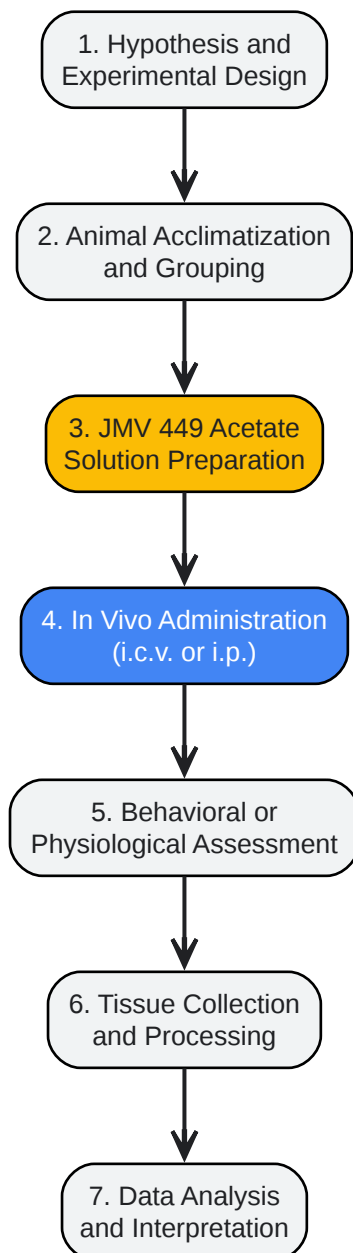 1. Hypothesis and
Experimental Design
2. Animal Acclimatization
and Grouping
3. JMV 449 Acetate
Solution Preparation
4. In Vivo Administration
(i.c.v. or i.p.)
5. Behavioral or
Physiological Assessment
6. Tissue Collection
and Processing
7. Data Analysis
and Interpretation